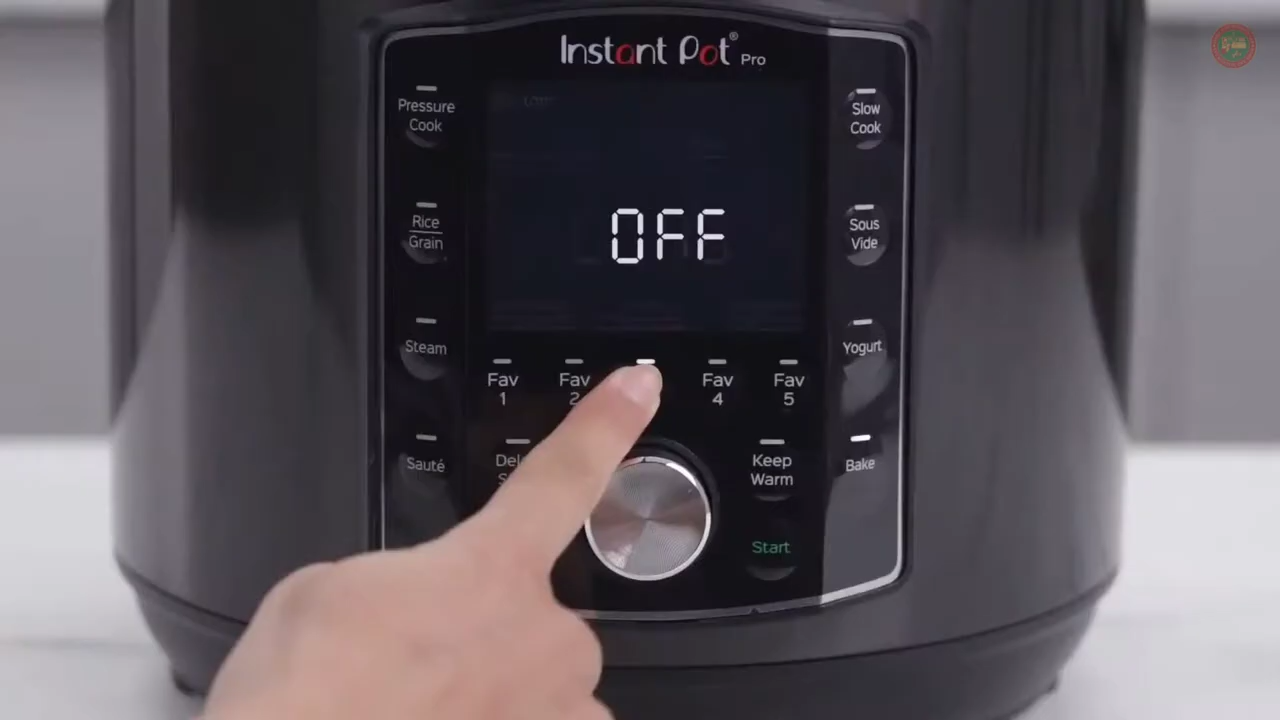 Instant Pot® Pro
Pressure
Cook
Slow
Cook
OFF
Rice
Grain
Sous
Vide
Steam
Yogurt
Fav
1
Fav
2
Fav
4
Fav
5
Sauté
Keep
Warm
Bake
Start